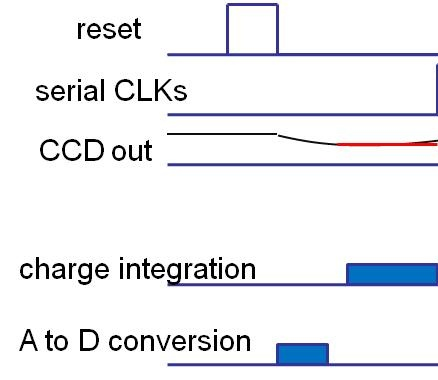 reset
serial CLKs
CCD out
charge integration
A to D conversion